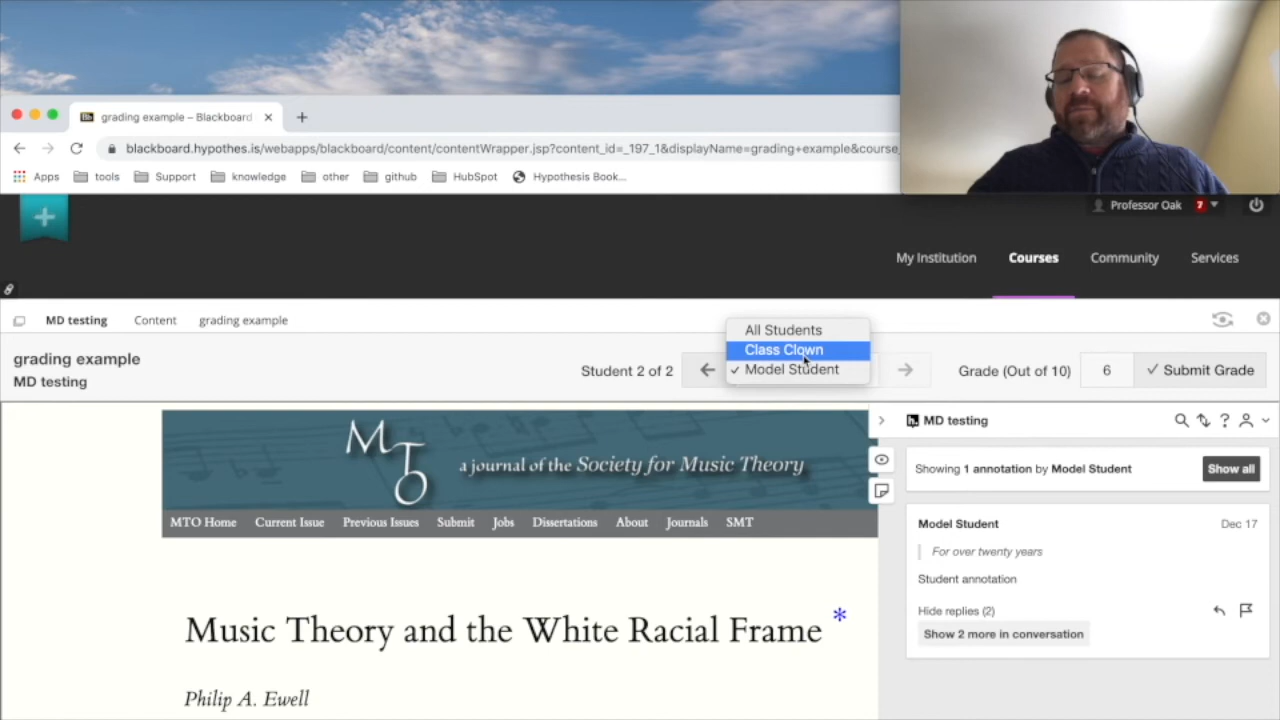 grading example – Blackboard
blackboard.hypothes.is/webapps/blackboard/content/contentWrapper.jsp?content_id=_197_1&displayName=grading+example&course_
Apps tools Support knowledge other github HubSpot Hypothesis Book...
Professor Oak 7
My Institution Courses Community Services
MD testing Content grading example
All Students
Class Clown
Model Student
grading example
MD testing
Student 2 of 2
Grade (Out of 10) 6 Submit Grade
MTO
a journal of the Society for Music Theory
MTO Home Current Issue Previous Issues Submit Jobs Dissertations About Journals SMT
Music Theory and the White Racial Frame *
Philip A. Ewell
MD testing
Showing 1 annotation by Model Student Show all
Model Student Dec 17
For over twenty years
Student annotation
Hide replies (2)
Show 2 more in conversation